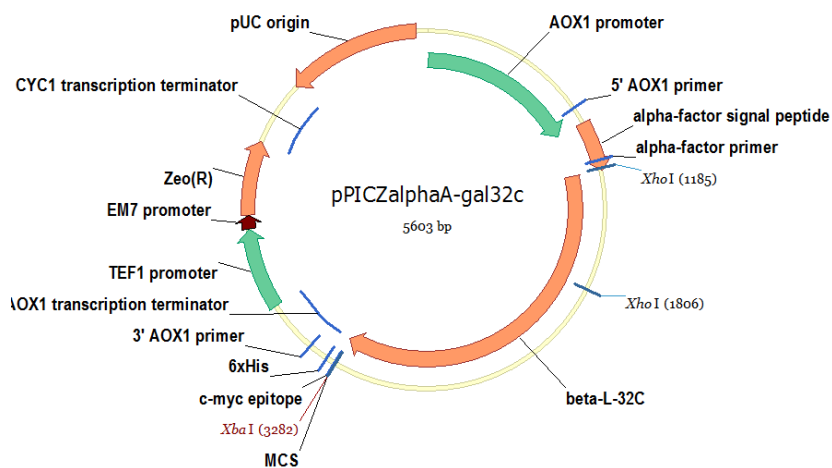 pUC origin
AOX1 promoter
CYC1 transcription terminator
5' AOX1 primer
alpha-factor signal peptide
alpha-factor primer
XhoI (1185)
Zeo(R)
pPICZalphaA-gal32c
5603 bp
EM7 promoter
TEF1 promoter
XhoI (1806)
AOX1 transcription terminator
3' AOX1 primer
6xHis
c-myc epitope
beta-L-32C
XbaI (3282)
MCS